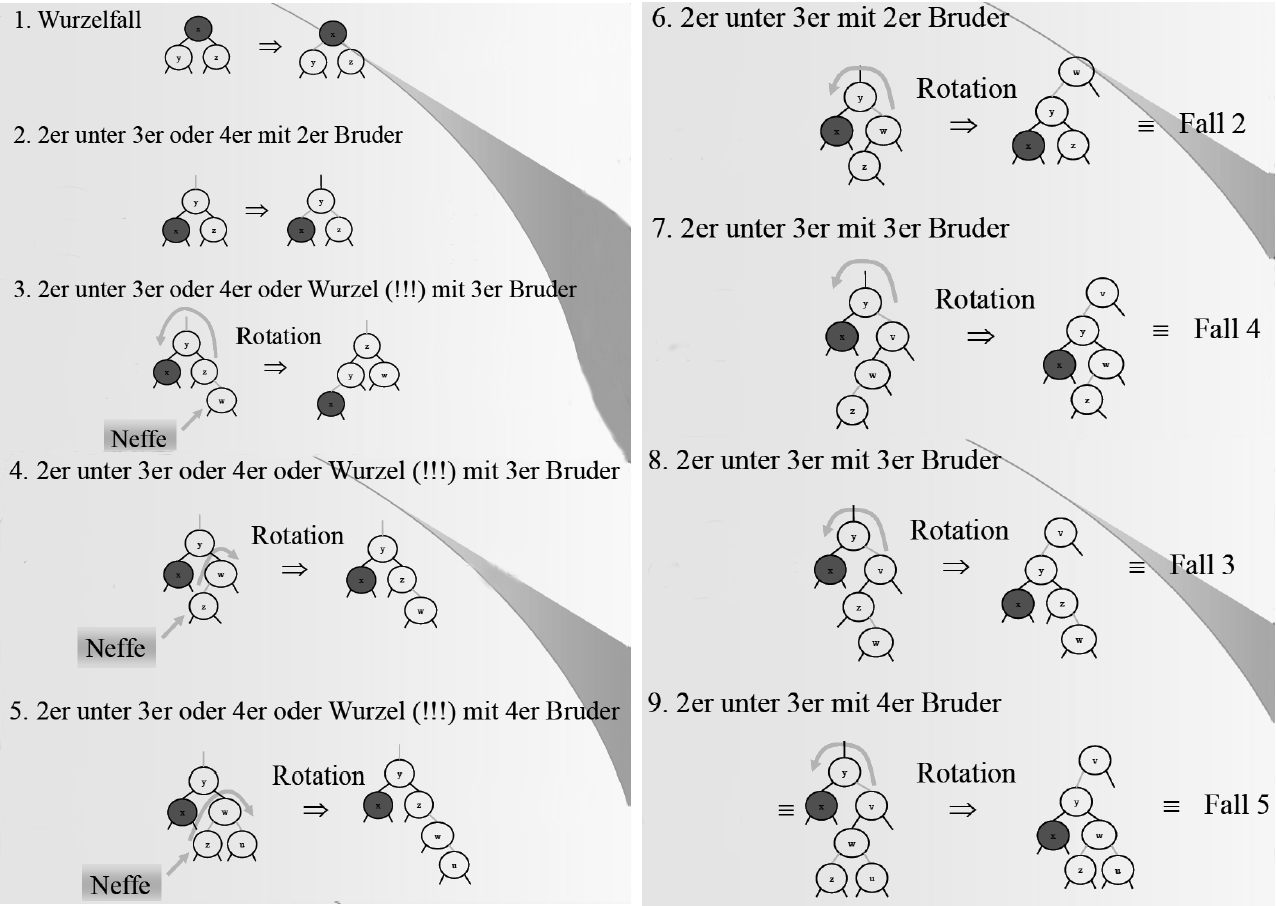 1. Wurzelfall
x
y z
⇒
x
y z
2. 2er unter 3er oder 4er mit 2er Bruder
y
x z
⇒
y
x z
3. 2er unter 3er oder 4er oder Wurzel (!!!) mit 3er Bruder
y
x z
w
Neffe
Rotation
⇒
z
y w
x
4. 2er unter 3er oder 4er oder Wurzel (!!!) mit 3er Bruder
y
x w
z
Neffe
Rotation
⇒
y
x z
w
5. 2er unter 3er oder 4er oder Wurzel (!!!) mit 4er Bruder
y
x w
z u
Neffe
Rotation
⇒
y
x z
w
u
6. 2er unter 3er mit 2er Bruder
y
x w
z
Rotation
⇒
w
y
x z
≡ Fall 2
7. 2er unter 3er mit 3er Bruder
y
x v
w
z
Rotation
⇒
v
y
x w
z
≡ Fall 4
8. 2er unter 3er mit 3er Bruder
y
x v
z
w
Rotation
⇒
v
y
x z
w
≡ Fall 3
9. 2er unter 3er mit 4er Bruder
y
≡ x v
w
z u
Rotation
⇒
v
y
x w
z u
≡ Fall 5